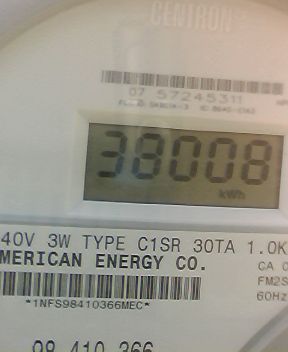 CENTRON®
07 57245311
38008
kWh
40V 3W TYPE C1SR 30TA 1.0K
MERICAN ENERGY CO.
CA 0
FM2S
*1NFS98410366MEC*
60Hz
98 410 366